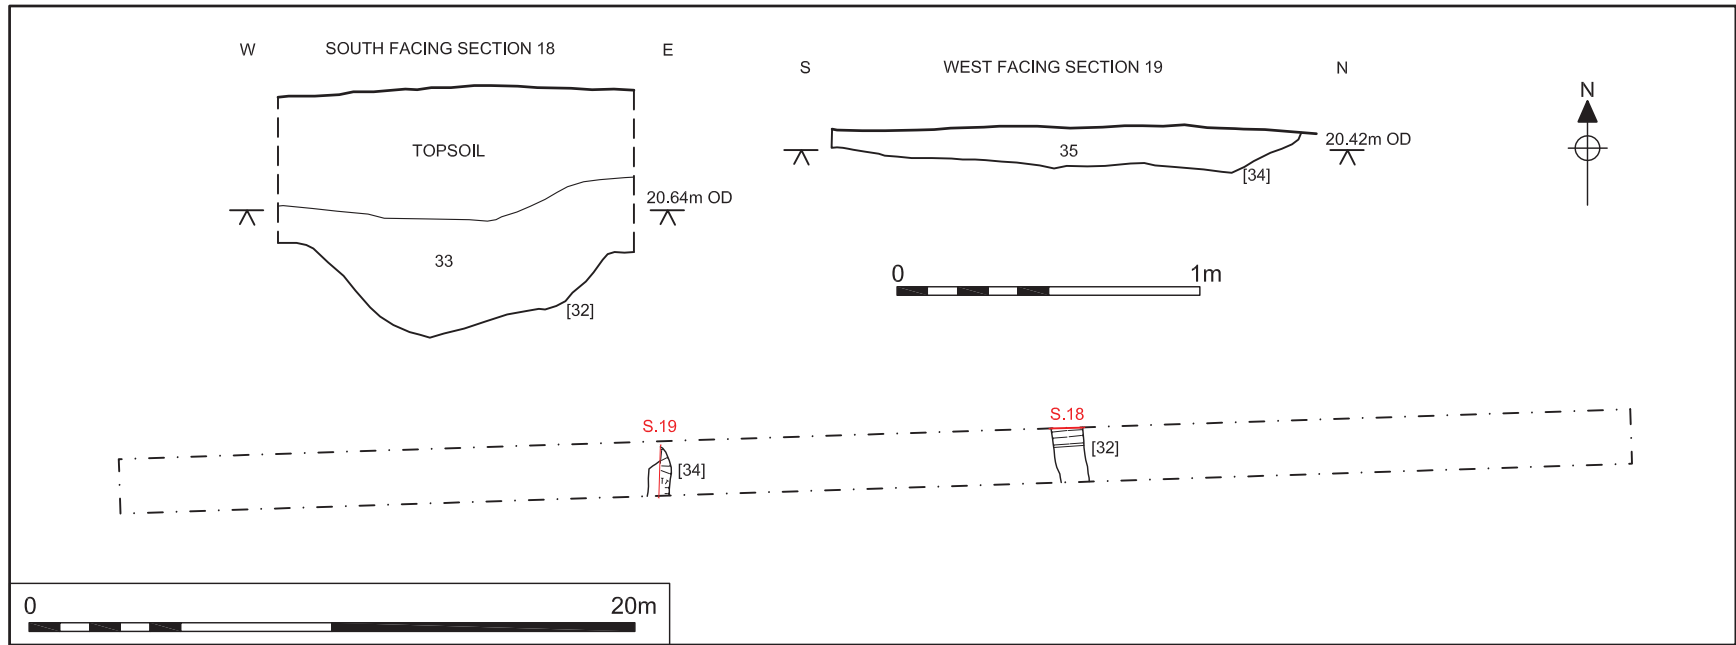 W SOUTH FACING SECTION 18 E
S WEST FACING SECTION 19 N
N
TOPSOIL
20.64m OD
33
[32]
35
20.42m OD
[34]
0 1m
S.19
[34]
S.18
[32]
0 20m